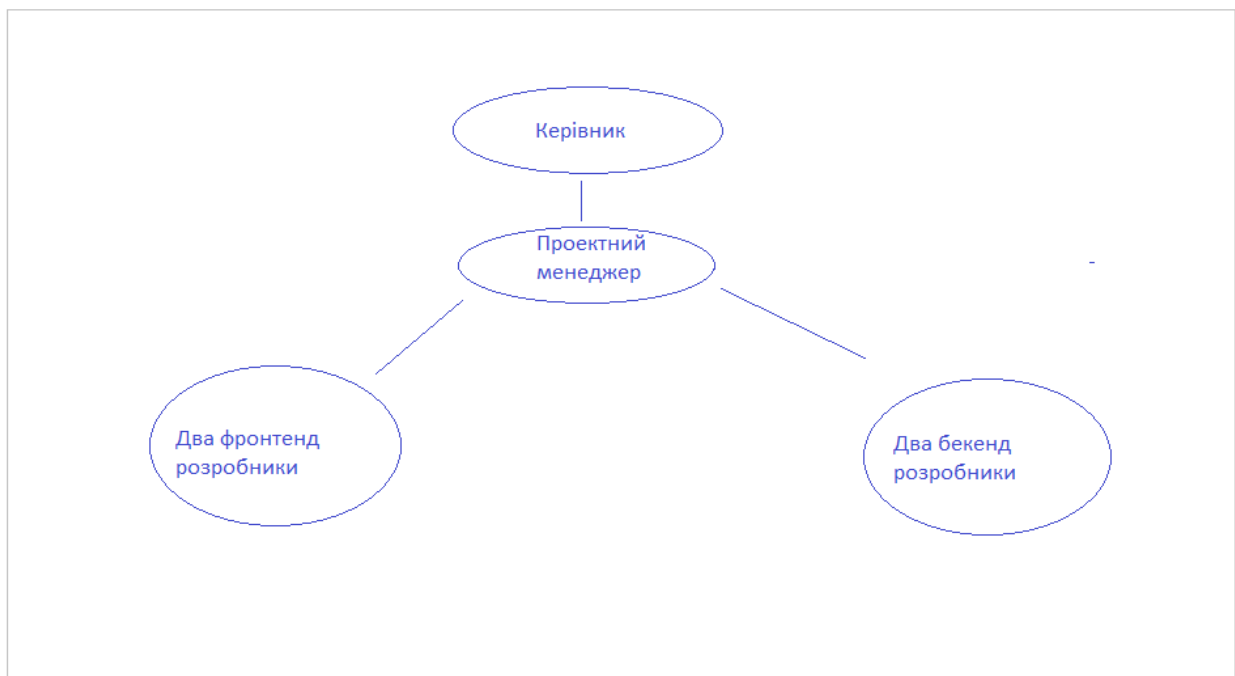 Керівник
Проектний
менеджер
Два фронтенд
розробники
Два бекенд
розробники